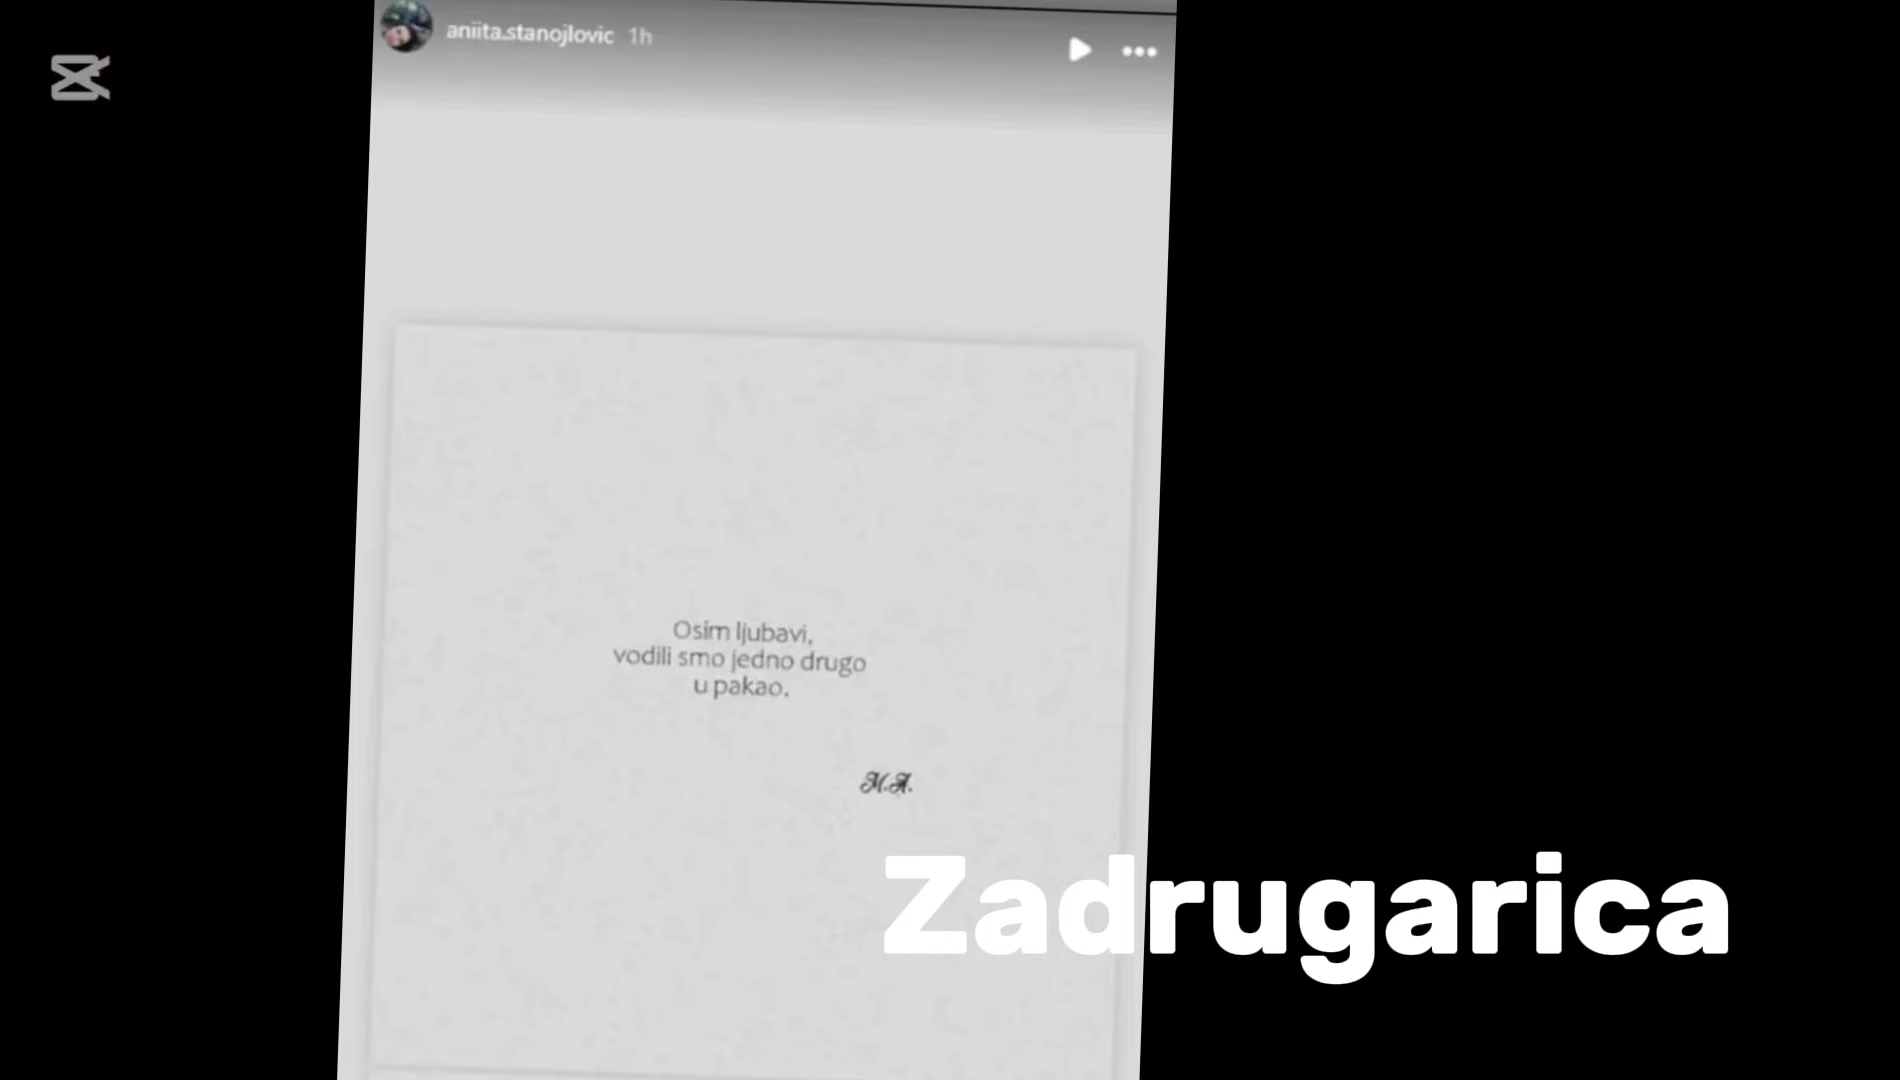 aniita.stanojlovic 1h
Osim ljubavi,
vodili smo jedno drugo
u pakao.
M.A.
Zadrugarica